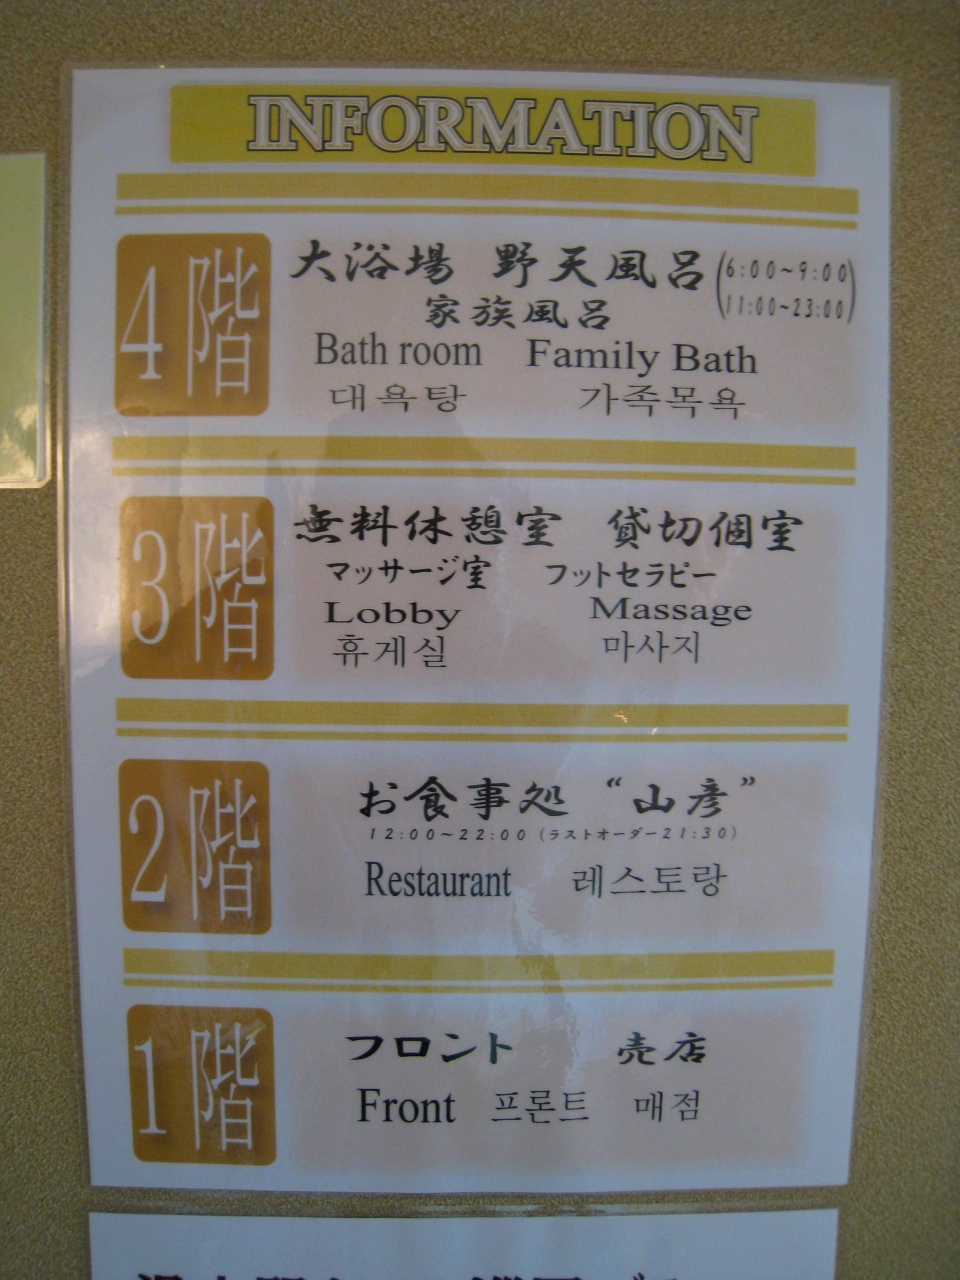 INFORMATION
4階
大浴場 野天風呂 (6:00~9:00
11:00~23:00)
家族風呂
Bath room Family Bath
대욕탕 가족목욕
3階
無料休憩室 貸切個室
マッサージ室 フットセラピー
Lobby Massage
휴게실 마사지
2階
お食事処 “山彦”
12:00~22:00 (ラストオーダー21:30)
Restaurant 레스토랑
1階
フロント 売店
Front 프론트 매점